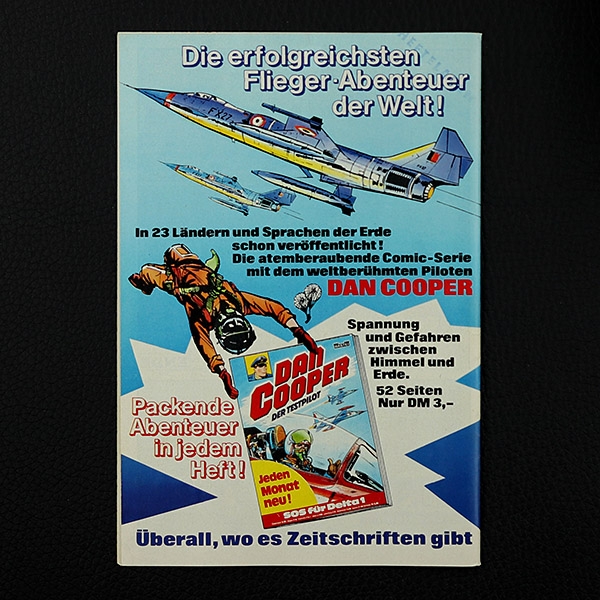 Die erfolgreichsten
Flieger-Abenteuer
der Welt!
FX27
In 23 Ländern und Sprachen der Erde
schon veröffentlicht!
Die atemberaubende Comic-Serie
mit dem weltberühmten Piloten
DAN COOPER
Spannung
und Gefahren
zwischen
Himmel und
Erde.
52 Seiten
Nur DM 3,-
DAN
COOPER
DER TESTPILOT
Packende
Abenteuer
in jedem
Heft!
Jeden
Monat
neu!
SOS für Delta 1
Überall, wo es Zeitschriften gibt